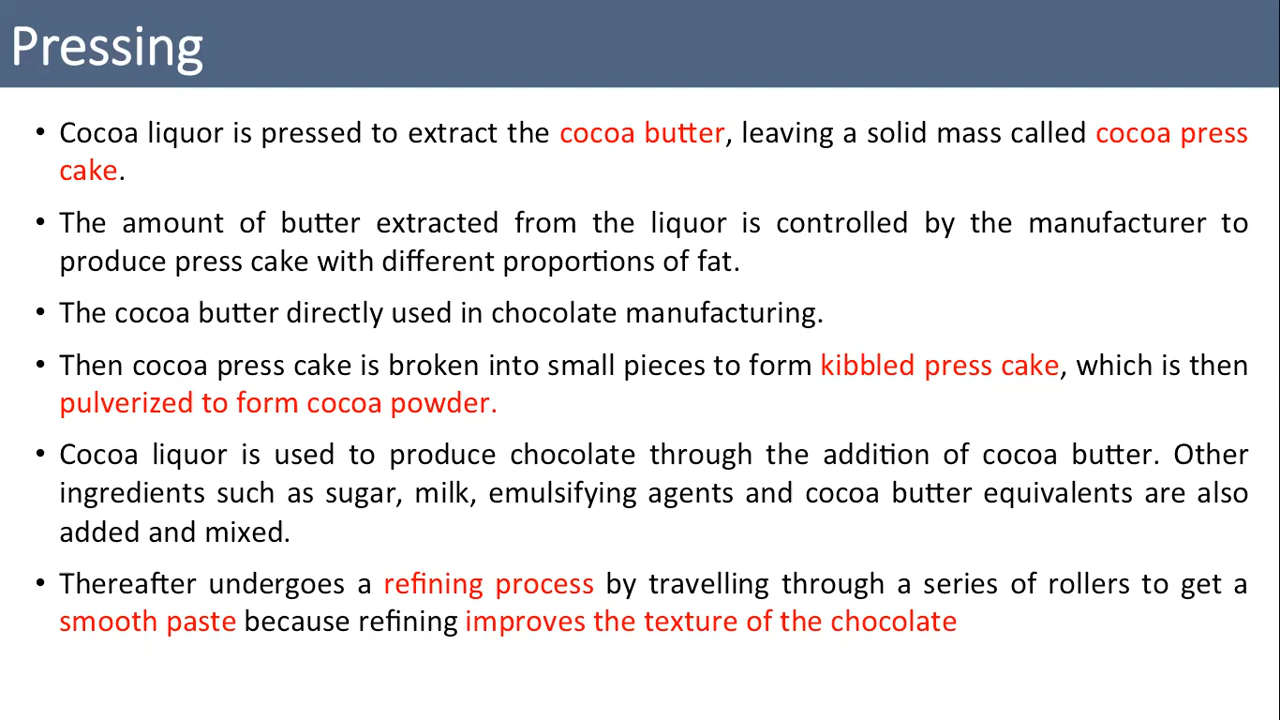 Pressing
• Cocoa liquor is pressed to extract the cocoa butter, leaving a solid mass called cocoa press
cake.
• The amount of butter extracted from the liquor is controlled by the manufacturer to
produce press cake with different proportions of fat.
• The cocoa butter directly used in chocolate manufacturing.
• Then cocoa press cake is broken into small pieces to form kibbled press cake, which is then
pulverized to form cocoa powder.
• Cocoa liquor is used to produce chocolate through the addition of cocoa butter. Other
ingredients such as sugar, milk, emulsifying agents and cocoa butter equivalents are also
added and mixed.
• Thereafter undergoes a refining process by travelling through a series of rollers to get a
smooth paste because refining improves the texture of the chocolate